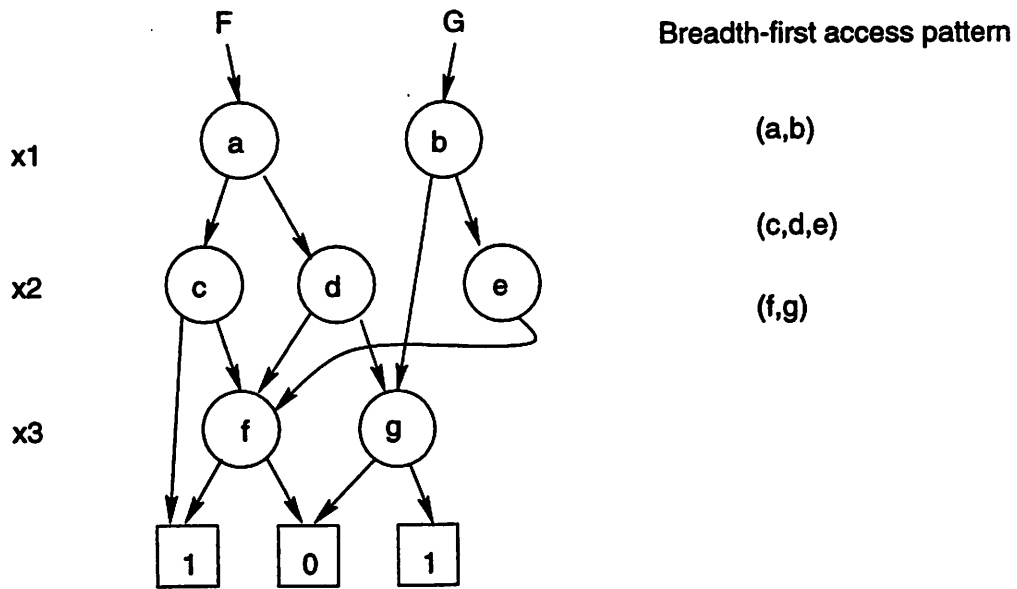 F G Breadth-first access pattern
x1 a b (a,b)
x2 c d e (c,d,e)
(f,g)
x3 f g
1 0 1